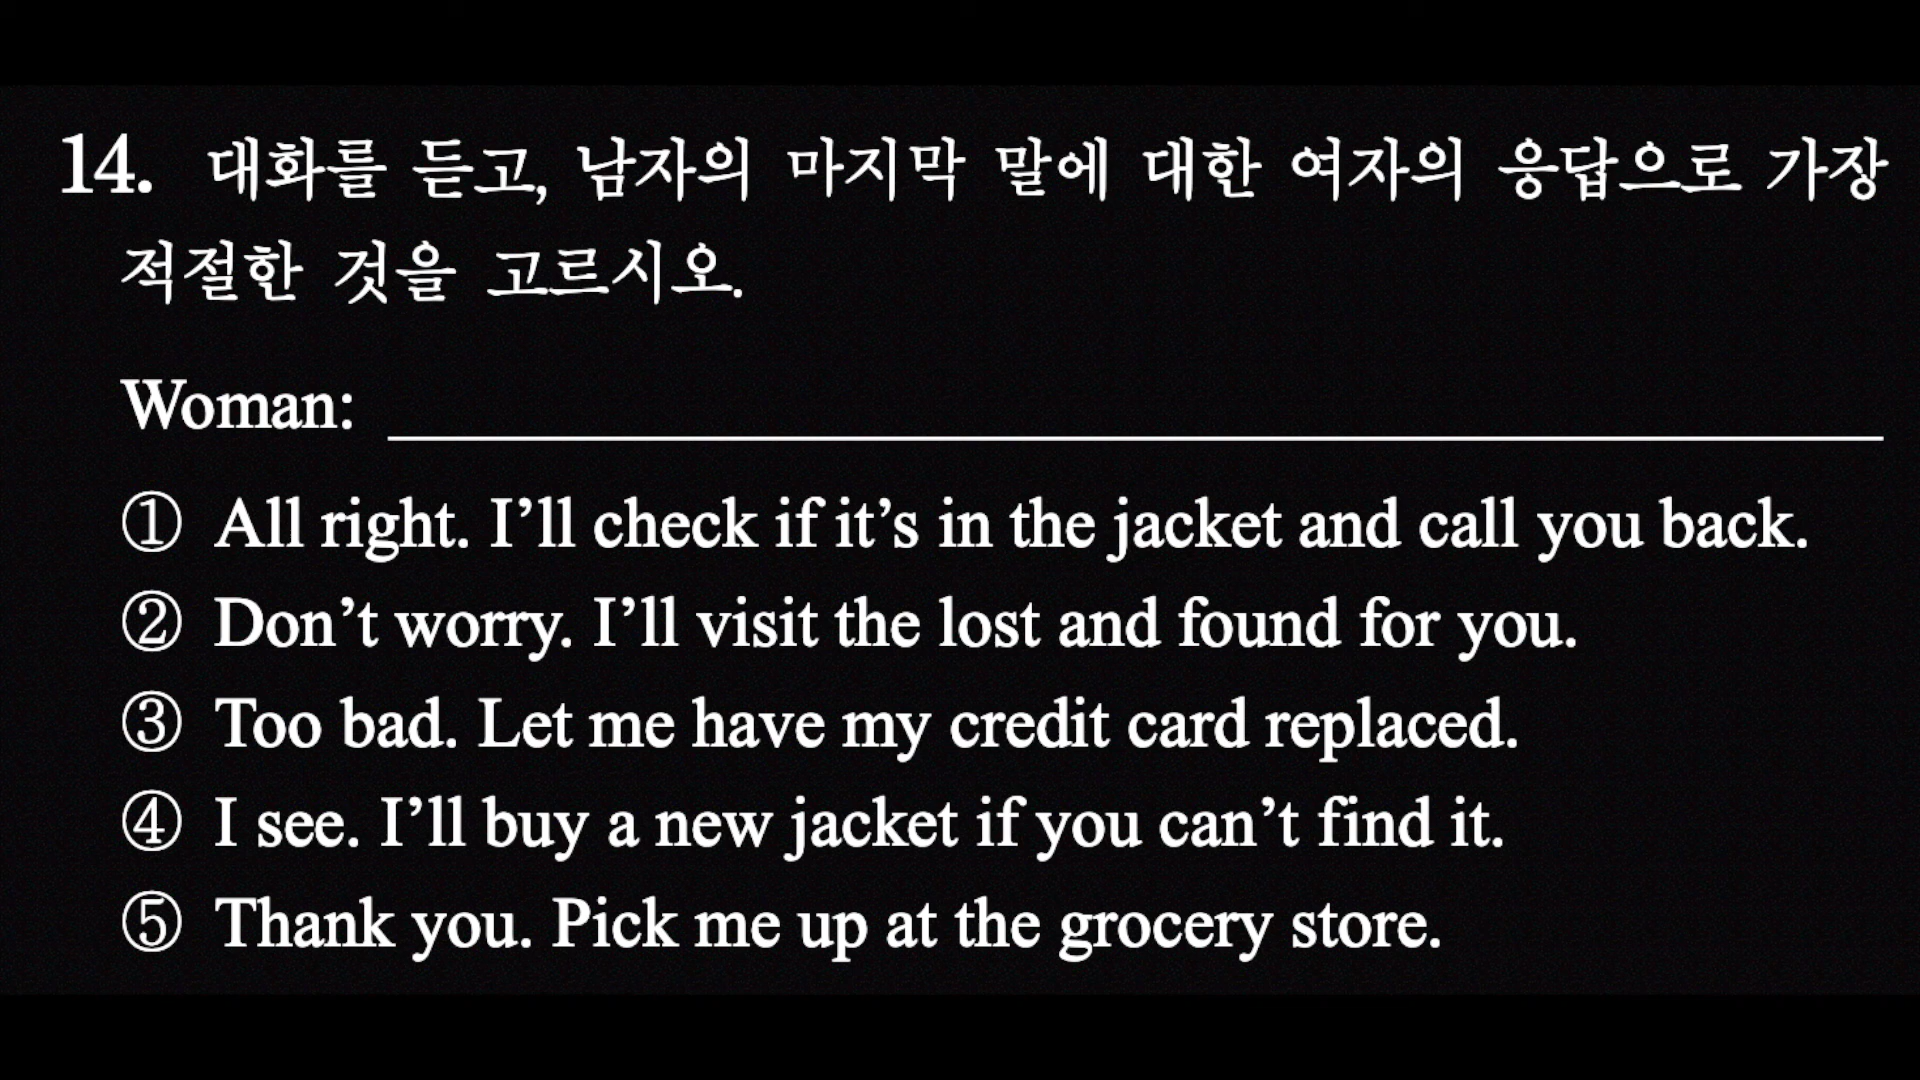 14. 대화를 듣고, 남자의 마지막 말에 대한 여자의 응답으로 가장
적절한 것을 고르시오.
Woman:
① All right. I’ll check if it’s in the jacket and call you back.
② Don’t worry. I’ll visit the lost and found for you.
③ Too bad. Let me have my credit card replaced.
④ I see. I’ll buy a new jacket if you can’t find it.
⑤ Thank you. Pick me up at the grocery store.